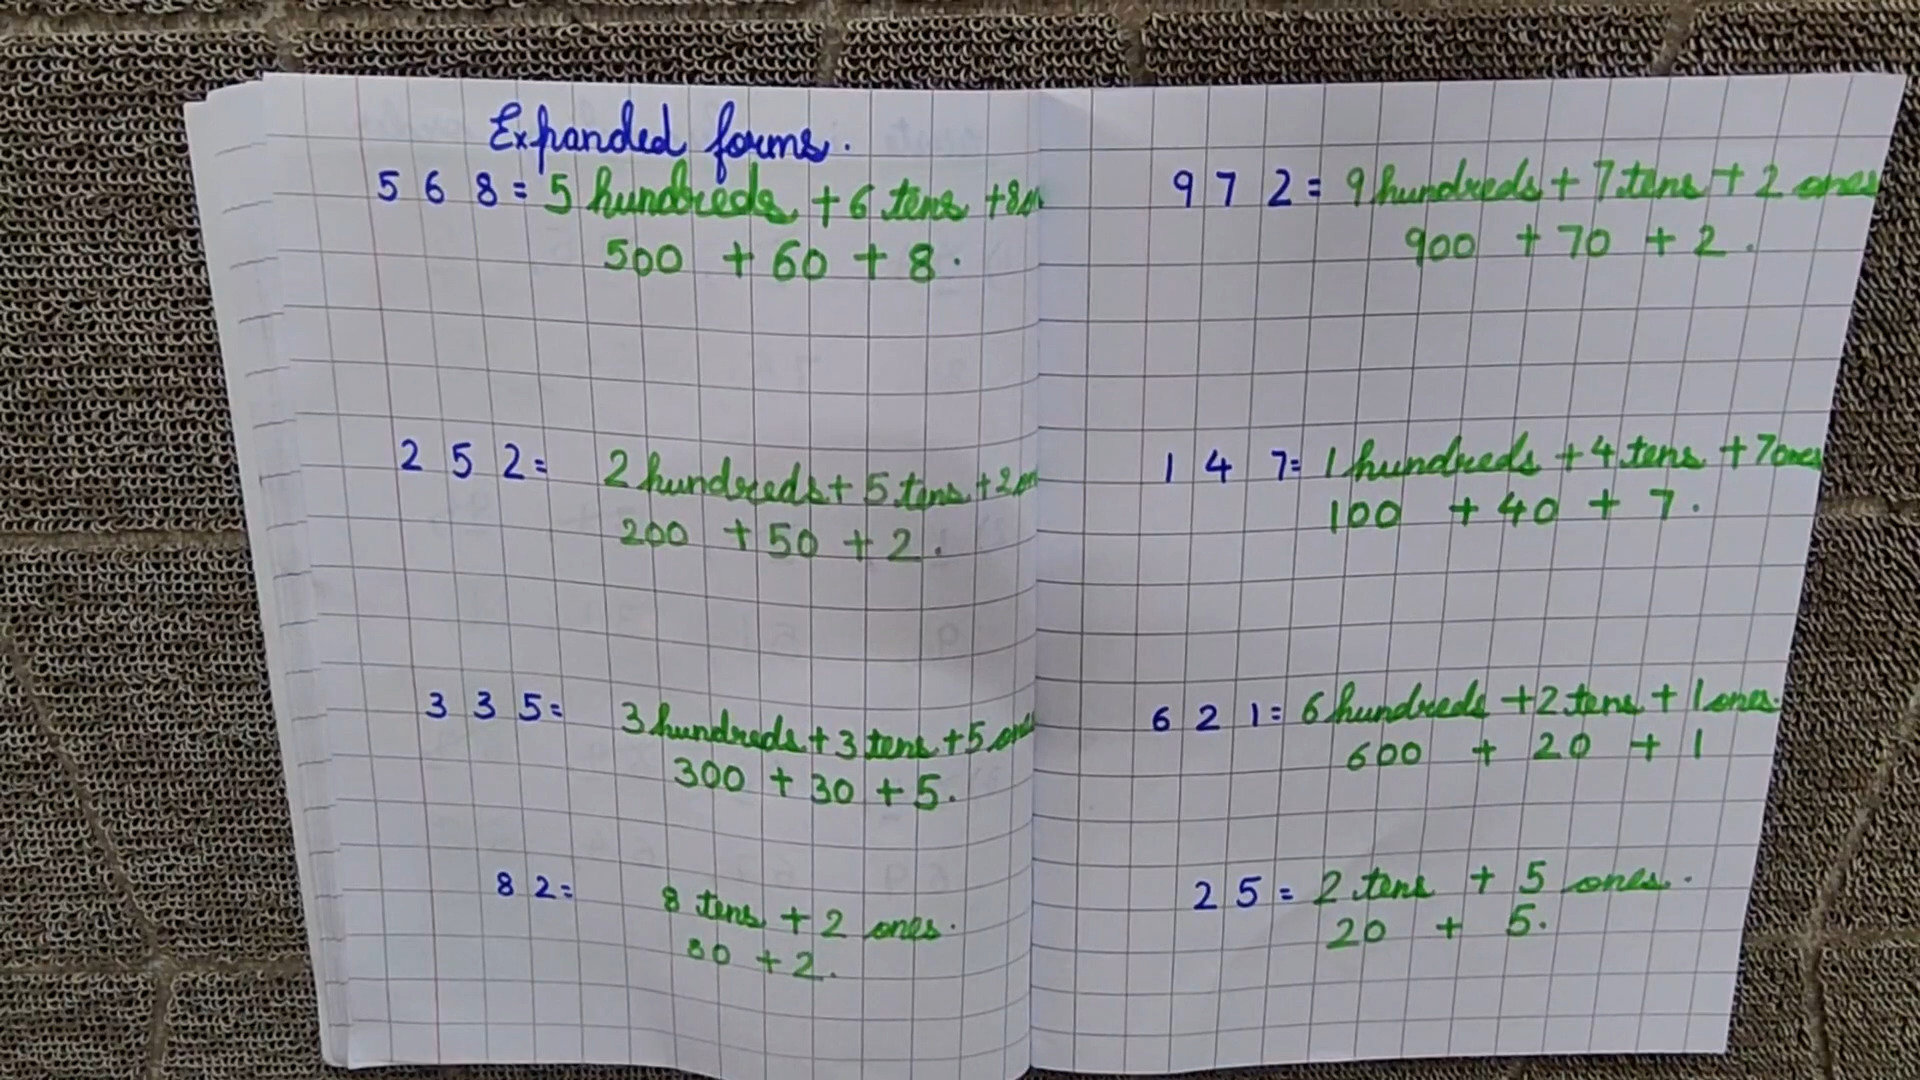 Expanded forms.
5 6 8 = 5 hundreds + 6 tens + 8 on
500 + 60 + 8.
2 5 2 = 2 hundreds + 5 tens + 2 on
200 + 50 + 2.
3 3 5 = 3 hundreds + 3 tens + 5 ones
300 + 30 + 5.
8 2 = 8 tens + 2 ones.
80 + 2.
9 7 2 = 9 hundreds + 7 tens + 2 ones
900 + 70 + 2.
1 4 7 = 1 hundreds + 4 tens + 7 ones
100 + 40 + 7.
6 2 1 = 6 hundreds + 2 tens + 1 ones.
600 + 20 + 1
2 5 = 2 tens + 5 ones.
20 + 5.